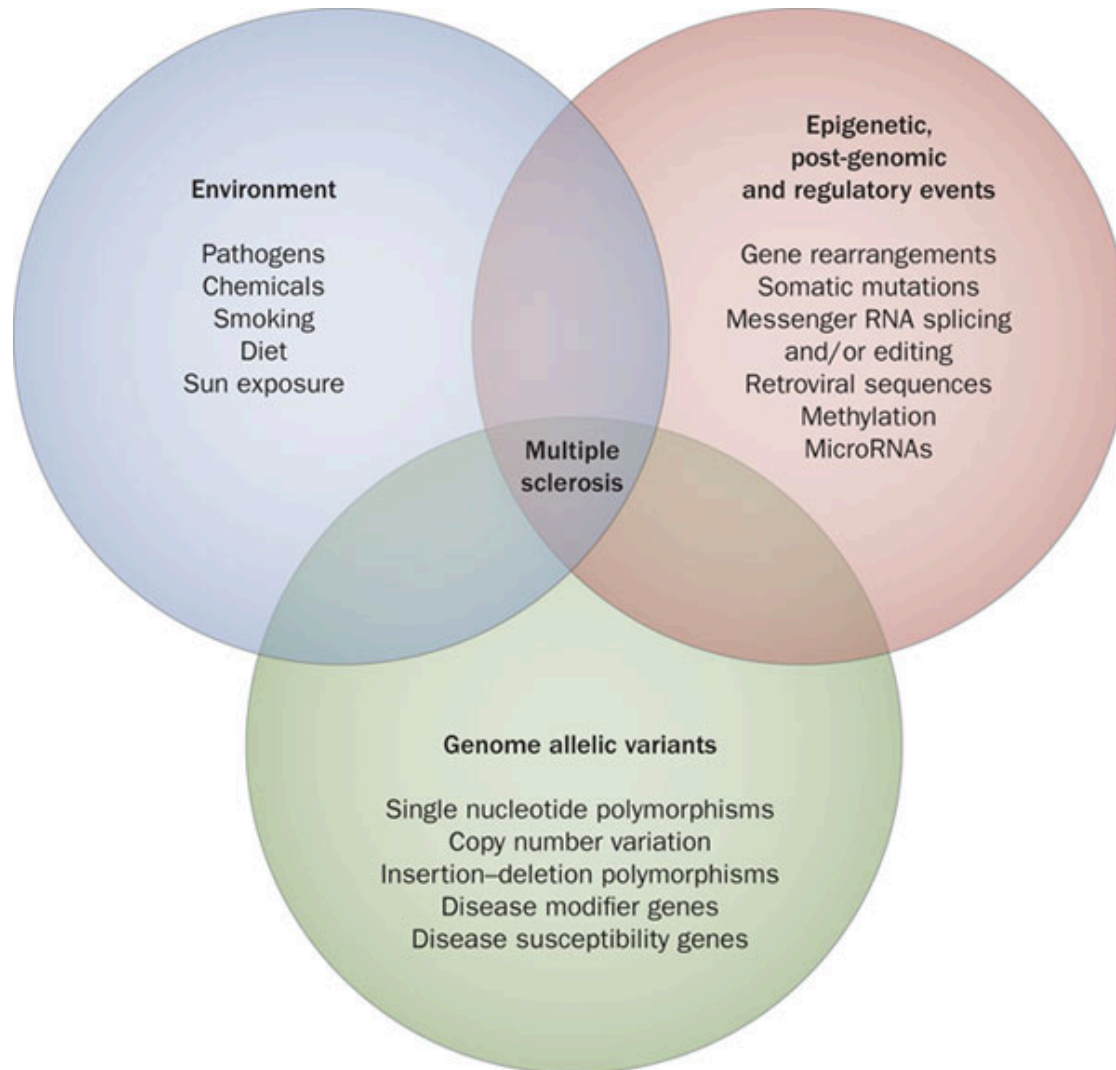 Environment
Pathogens
Chemicals
Smoking
Diet
Sun exposure
Epigenetic,
post-genomic
and regulatory events
Gene rearrangements
Somatic mutations
Messenger RNA splicing
and/or editing
Retroviral sequences
Methylation
MicroRNAs
Multiple
sclerosis
Genome allelic variants
Single nucleotide polymorphisms
Copy number variation
Insertion–deletion polymorphisms
Disease modifier genes
Disease susceptibility genes